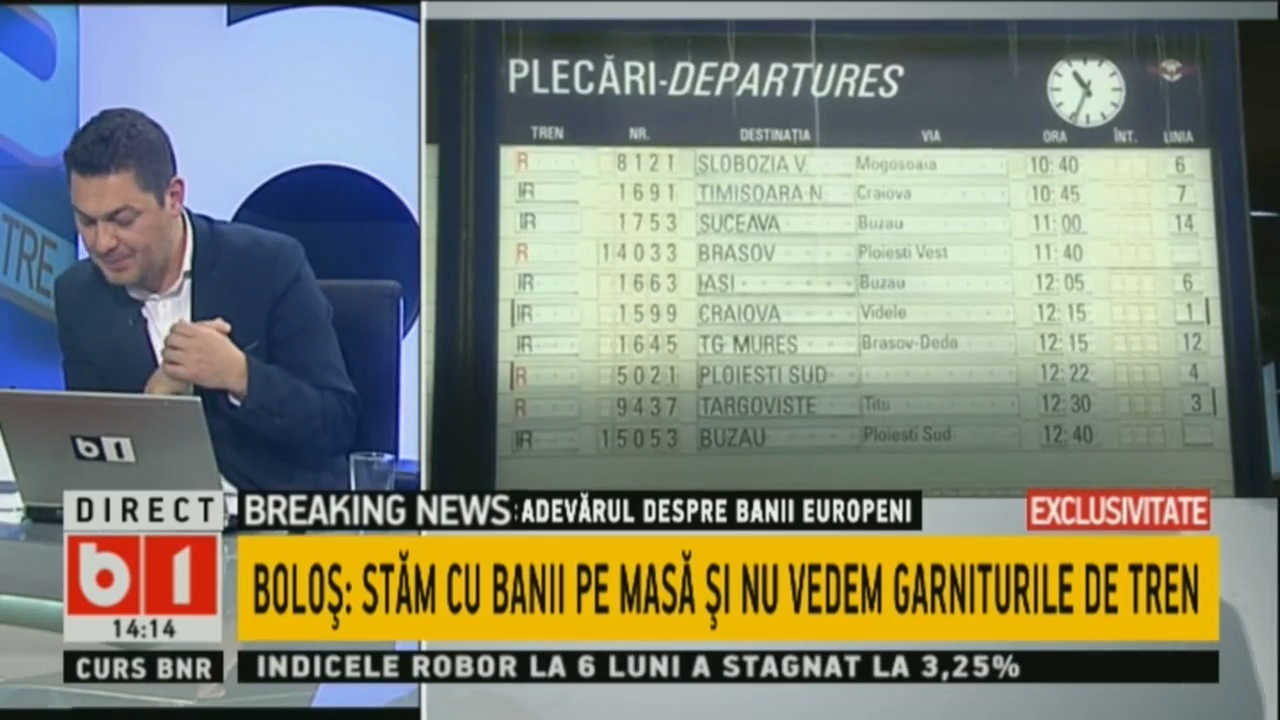 TRE
PLECĂRI-DEPARTURES
TREN NR. DESTINAȚIA VIA ORA ÎNT. LINIA
R 8121 SLOBOZIA V Mogosoaia 10:40 6
IR 1691 TIMISOARA N Craiova 10:45 7
IR 1753 SUCEAVA Buzau 11:00 14
R 14033 BRASOV Ploiesti Vest 11:40
IR 1663 IASI Buzau 12:05 6
IR 1599 CRAIOVA Videle 12:15 1
IR 1645 TG MURES Brasov-Deda 12:15 12
R 5021 PLOIESTI SUD 12:22 4
R 9437 TARGOVISTE Titu 12:30 3
IR 15053 BUZAU Ploiesti Sud 12:40
b1
DIRECT
BREAKING NEWS: ADEVĂRUL DESPRE BANII EUROPENI
EXCLUSIVITATE
b1
BOLOŞ: STĂM CU BANII PE MASĂ ŞI NU VEDEM GARNITURILE DE TREN
14:14
CURS BNR
INDICELE ROBOR LA 6 LUNI A STAGNAT LA 3,25%